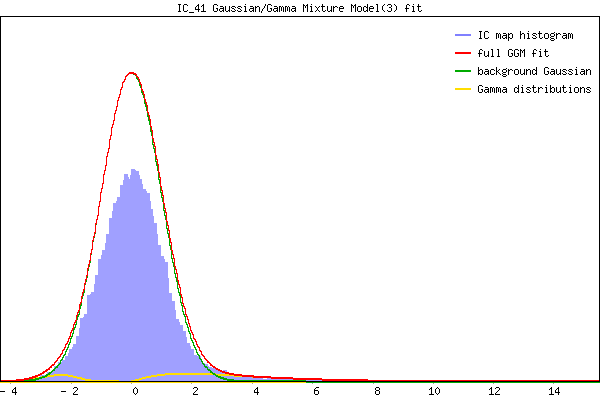 IC_41 Gaussian/Gamma Mixture Model(3) fit
IC map histogram
full GGM fit
background Gaussian
Gamma distributions
-4 -2 0 2 4 6 8 10 12 14